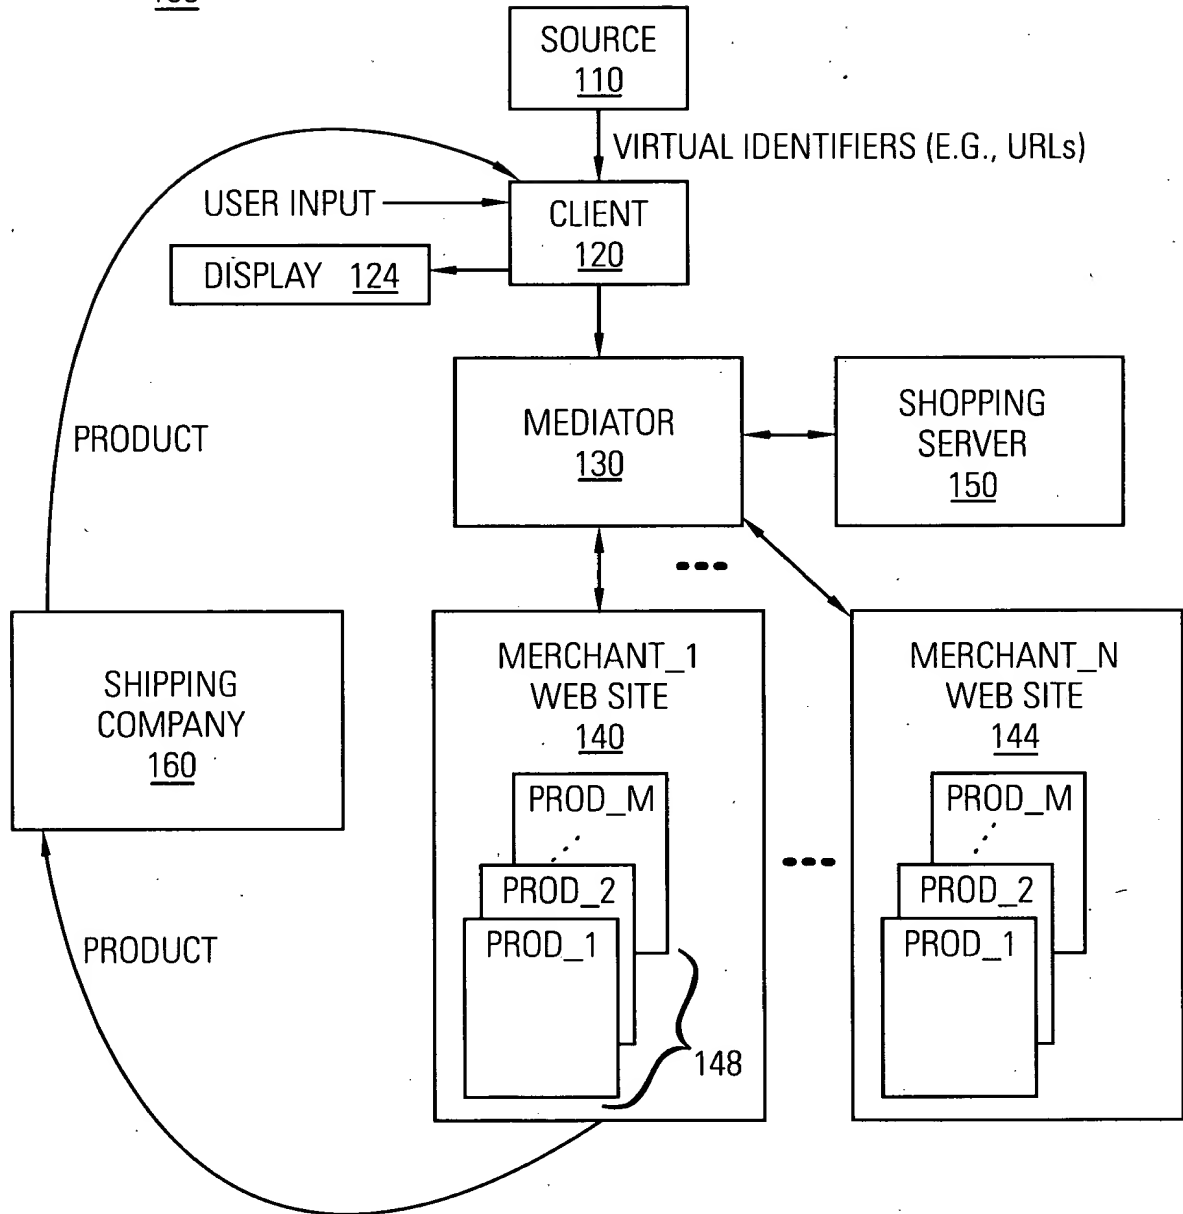 SOURCE
110
VIRTUAL IDENTIFIERS (E.G., URLs)
USER INPUT
CLIENT
120
DISPLAY 124
MEDIATOR
130
SHOPPING
SERVER
150
PRODUCT
SHIPPING
COMPANY
160
MERCHANT_1
WEB SITE
140
PROD_M
PROD_2
PROD_1
148
MERCHANT_N
WEB SITE
144
PROD_M
PROD_2
PROD_1
PRODUCT